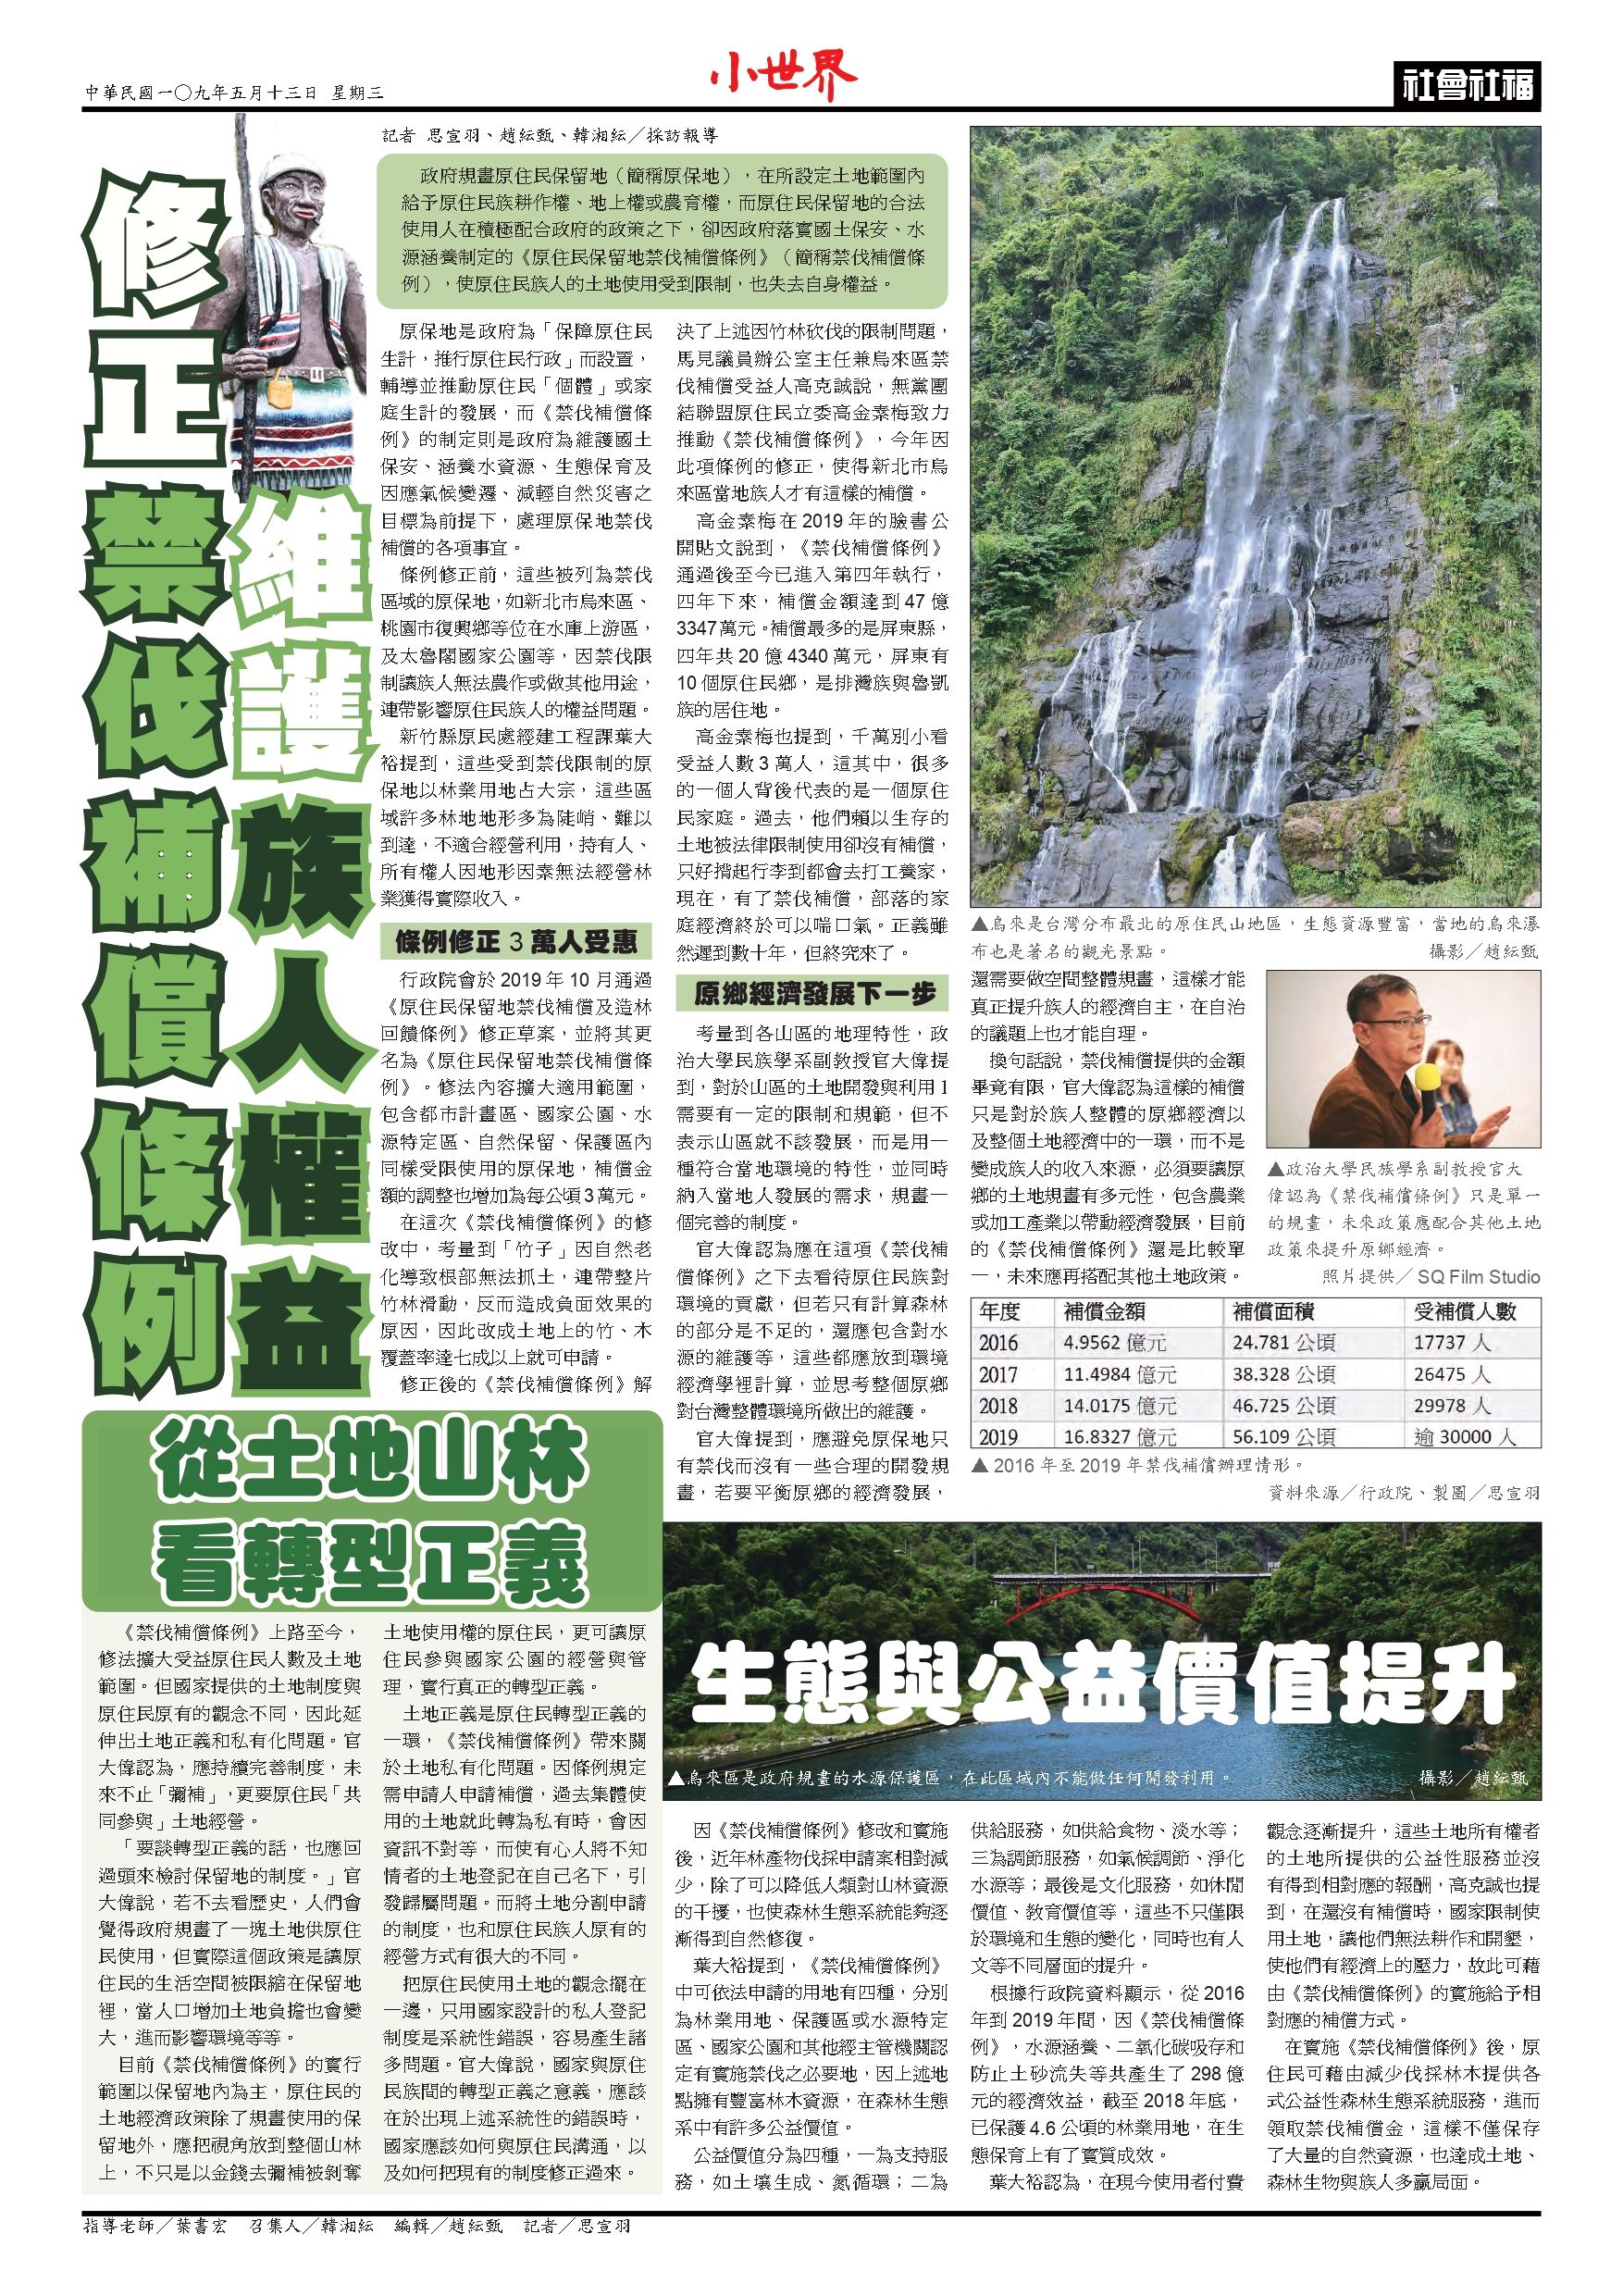 中華民國一〇九年五月十三日 星期三
小世界
社會社福
修正禁伐補償條例
維護族人權益
記者 思宣羽、趙紜甄、韓湘紜／採訪報導
政府規畫原住民保留地（簡稱原保地），在所設定土地範圍內
給予原住民族耕作權、地上權或農育權，而原住民保留地的合法
使用人在積極配合政府的政策之下，卻因政府落實國土保安、水
源涵養制定的《原住民保留地禁伐補償條例》（簡稱禁伐補償條
例），使原住民族人的土地使用受到限制，也失去自身權益。
原保地是政府為「保障原住民
生計，推行原住民行政」而設置，
輔導並推動原住民「個體」或家
庭生計的發展，而《禁伐補償條
例》的制定則是政府為維護國土
保安、涵養水資源、生態保育及
因應氣候變遷、減輕自然災害之
目標為前提下，處理原保地禁伐
補償的各項事宜。
條例修正前，這些被列為禁伐
區域的原保地，如新北市烏來區、
桃園市復興鄉等位在水庫上游區，
及太魯閣國家公園等，因禁伐限
制讓族人無法農作或做其他用途，
連帶影響原住民族人的權益問題。
新竹縣原民處經建工程課葉大
裕提到，這些受到禁伐限制的原
保地以林業用地占大宗，這些區
域許多林地地形多為陡峭、難以
到達，不適合經營利用，持有人、
所有權人因地形因素無法經營林
業獲得實際收入。
條例修正 3 萬人受惠
行政院會於 2019 年 10 月通過
《原住民保留地禁伐補償及造林
回饋條例》修正草案，並將其更
名為《原住民保留地禁伐補償條
例》。修法內容擴大適用範圍，
包含都市計畫區、國家公園、水
源特定區、自然保留、保護區內
同樣受限使用的原保地，補償金
額的調整也增加為每公頃 3 萬元。
在這次《禁伐補償條例》的修
改中，考量到「竹子」因自然老
化導致根部無法抓土，連帶整片
竹林滑動，反而造成負面效果的
原因，因此改成土地上的竹、木
覆蓋率達七成以上就可申請。
修正後的《禁伐補償條例》解
決了上述因竹林砍伐的限制問題，
馬見議員辦公室主任兼烏來區禁
伐補償受益人高克誠說，無黨團
結聯盟原住民立委高金素梅致力
推動《禁伐補償條例》，今年因
此項條例的修正，使得新北市烏
來區當地族人才有這樣的補償。
高金素梅在 2019 年的臉書公
開貼文說到，《禁伐補償條例》
通過後至今已進入第四年執行，
四年下來，補償金額達到 47 億
3347 萬元。補償最多的是屏東縣，
四年共 20 億 4340 萬元，屏東有
10 個原住民鄉，是排灣族與魯凱
族的居住地。
高金素梅也提到，千萬別小看
受益人數 3 萬人，這其中，很多
的一個人背後代表的是一個原住
民家庭。過去，他們賴以生存的
土地被法律限制使用卻沒有補償，
只好揹起行李到都會去打工養家，
現在，有了禁伐補償，部落的家
庭經濟終於可以喘口氣。正義雖
然遲到數十年，但終究來了。
原鄉經濟發展下一步
考量到各山區的地理特性，政
治大學民族學系副教授官大偉提
到，對於山區的土地開發與利用1
需要有一定的限制和規範，但不
表示山區就不該發展，而是用一
種符合當地環境的特性，並同時
納入當地人發展的需求，規畫一
個完善的制度。
官大偉認為應在這項《禁伐補
償條例》之下去看待原住民族對
環境的貢獻，但若只有計算森林
的部分是不足的，還應包含對水
源的維護等，這些都應放到環境
經濟學裡計算，並思考整個原鄉
對台灣整體環境所做出的維護。
官大偉提到，應避免原保地只
有禁伐而沒有一些合理的開發規
畫，若要平衡原鄉的經濟發展，
▲烏來是台灣分布最北的原住民山地區，生態資源豐富，當地的烏來瀑
布也是著名的觀光景點。 攝影／趙紜甄
還需要做空間整體規畫，這樣才能
真正提升族人的經濟自主，在自治
的議題上也才能自理。
換句話說，禁伐補償提供的金額
畢竟有限，官大偉認為這樣的補償
只是對於族人整體的原鄉經濟以
及整個土地經濟中的一環，而不是
變成族人的收入來源，必須要讓原
鄉的土地規畫有多元性，包含農業
或加工產業以帶動經濟發展，目前
的《禁伐補償條例》還是比較單
一，未來應再搭配其他土地政策。
▲政治大學民族學系副教授官大
偉認為《禁伐補償條例》只是單一
的規畫，未來政策應配合其他土地
政策來提升原鄉經濟。
照片提供／ SQ Film Studio
年度 補償金額 補償面積 受補償人數
2016 4.9562 億元 24.781 公頃 17737 人
2017 11.4984 億元 38.328 公頃 26475 人
2018 14.0175 億元 46.725 公頃 29978 人
2019 16.8327 億元 56.109 公頃 逾 30000 人
▲ 2016 年至 2019 年禁伐補償辦理情形。
資料來源／行政院、製圖／思宣羽
從土地山林
看轉型正義
《禁伐補償條例》上路至今，
修法擴大受益原住民人數及土地
範圍。但國家提供的土地制度與
原住民原有的觀念不同，因此延
伸出土地正義和私有化問題。官
大偉認為，應持續完善制度，未
來不止「彌補」，更要原住民「共
同參與」土地經營。
「要談轉型正義的話，也應回
過頭來檢討保留地的制度。」官
大偉說，若不去看歷史，人們會
覺得政府規畫了一塊土地供原住
民使用，但實際這個政策是讓原
住民的生活空間被限縮在保留地
裡，當人口增加土地負擔也會變
大，進而影響環境等等。
目前《禁伐補償條例》的實行
範圍以保留地內為主，原住民的
土地經濟政策除了規畫使用的保
留地外，應把視角放到整個山林
上，不只是以金錢去彌補被剝奪
土地使用權的原住民，更可讓原
住民參與國家公園的經營與管
理，實行真正的轉型正義。
土地正義是原住民轉型正義的
一環，《禁伐補償條例》帶來關
於土地私有化問題。因條例規定
需申請人申請補償，過去集體使
用的土地就此轉為私有時，會因
資訊不對等，而使有心人將不知
情者的土地登記在自己名下，引
發歸屬問題。而將土地分割申請
的制度，也和原住民族人原有的
經營方式有很大的不同。
把原住民使用土地的觀念擺在
一邊，只用國家設計的私人登記
制度是系統性錯誤，容易產生諸
多問題。官大偉說，國家與原住
民族間的轉型正義之意義，應該
在於出現上述系統性的錯誤時，
國家應該如何與原住民溝通，以
及如何把現有的制度修正過來。
生態與公益價值提升
▲烏來區是政府規畫的水源保護區，在此區域內不能做任何開發利用。 攝影／趙紜甄
因《禁伐補償條例》修改和實施
後，近年林產物伐採申請案相對減
少，除了可以降低人類對山林資源
的干擾，也使森林生態系統能夠逐
漸得到自然修復。
葉大裕提到，《禁伐補償條例》
中可依法申請的用地有四種，分別
為林業用地、保護區或水源特定
區、國家公園和其他經主管機關認
定有實施禁伐之必要地，因上述地
點擁有豐富林木資源，在森林生態
系中有許多公益價值。
公益價值分為四種，一為支持服
務，如土壤生成、氮循環；二為
供給服務，如供給食物、淡水等；
三為調節服務，如氣候調節、淨化
水源等；最後是文化服務，如休閒
價值、教育價值等，這些不只僅限
於環境和生態的變化，同時也有人
文等不同層面的提升。
根據行政院資料顯示，從 2016
年到 2019 年間，因《禁伐補償條
例》，水源涵養、二氧化碳吸存和
防止土砂流失等共產生了 298 億
元的經濟效益，截至 2018 年底，
已保護 4.6 公頃的林業用地，在生
態保育上有了實質成效。
葉大裕認為，在現今使用者付費
觀念逐漸提升，這些土地所有權者
的土地所提供的公益性服務並沒
有得到相對應的報酬，高克誠也提
到，在還沒有補償時，國家限制使
用土地，讓他們無法耕作和開墾，
使他們有經濟上的壓力，故此可藉
由《禁伐補償條例》的實施給予相
對應的補償方式。
在實施《禁伐補償條例》後，原
住民可藉由減少伐採林木提供各
式公益性森林生態系統服務，進而
領取禁伐補償金，這樣不僅保存
了大量的自然資源，也達成土地、
森林生物與族人多贏局面。
指導老師／葉書宏 召集人／韓湘紜 編輯／趙紜甄 記者／思宣羽